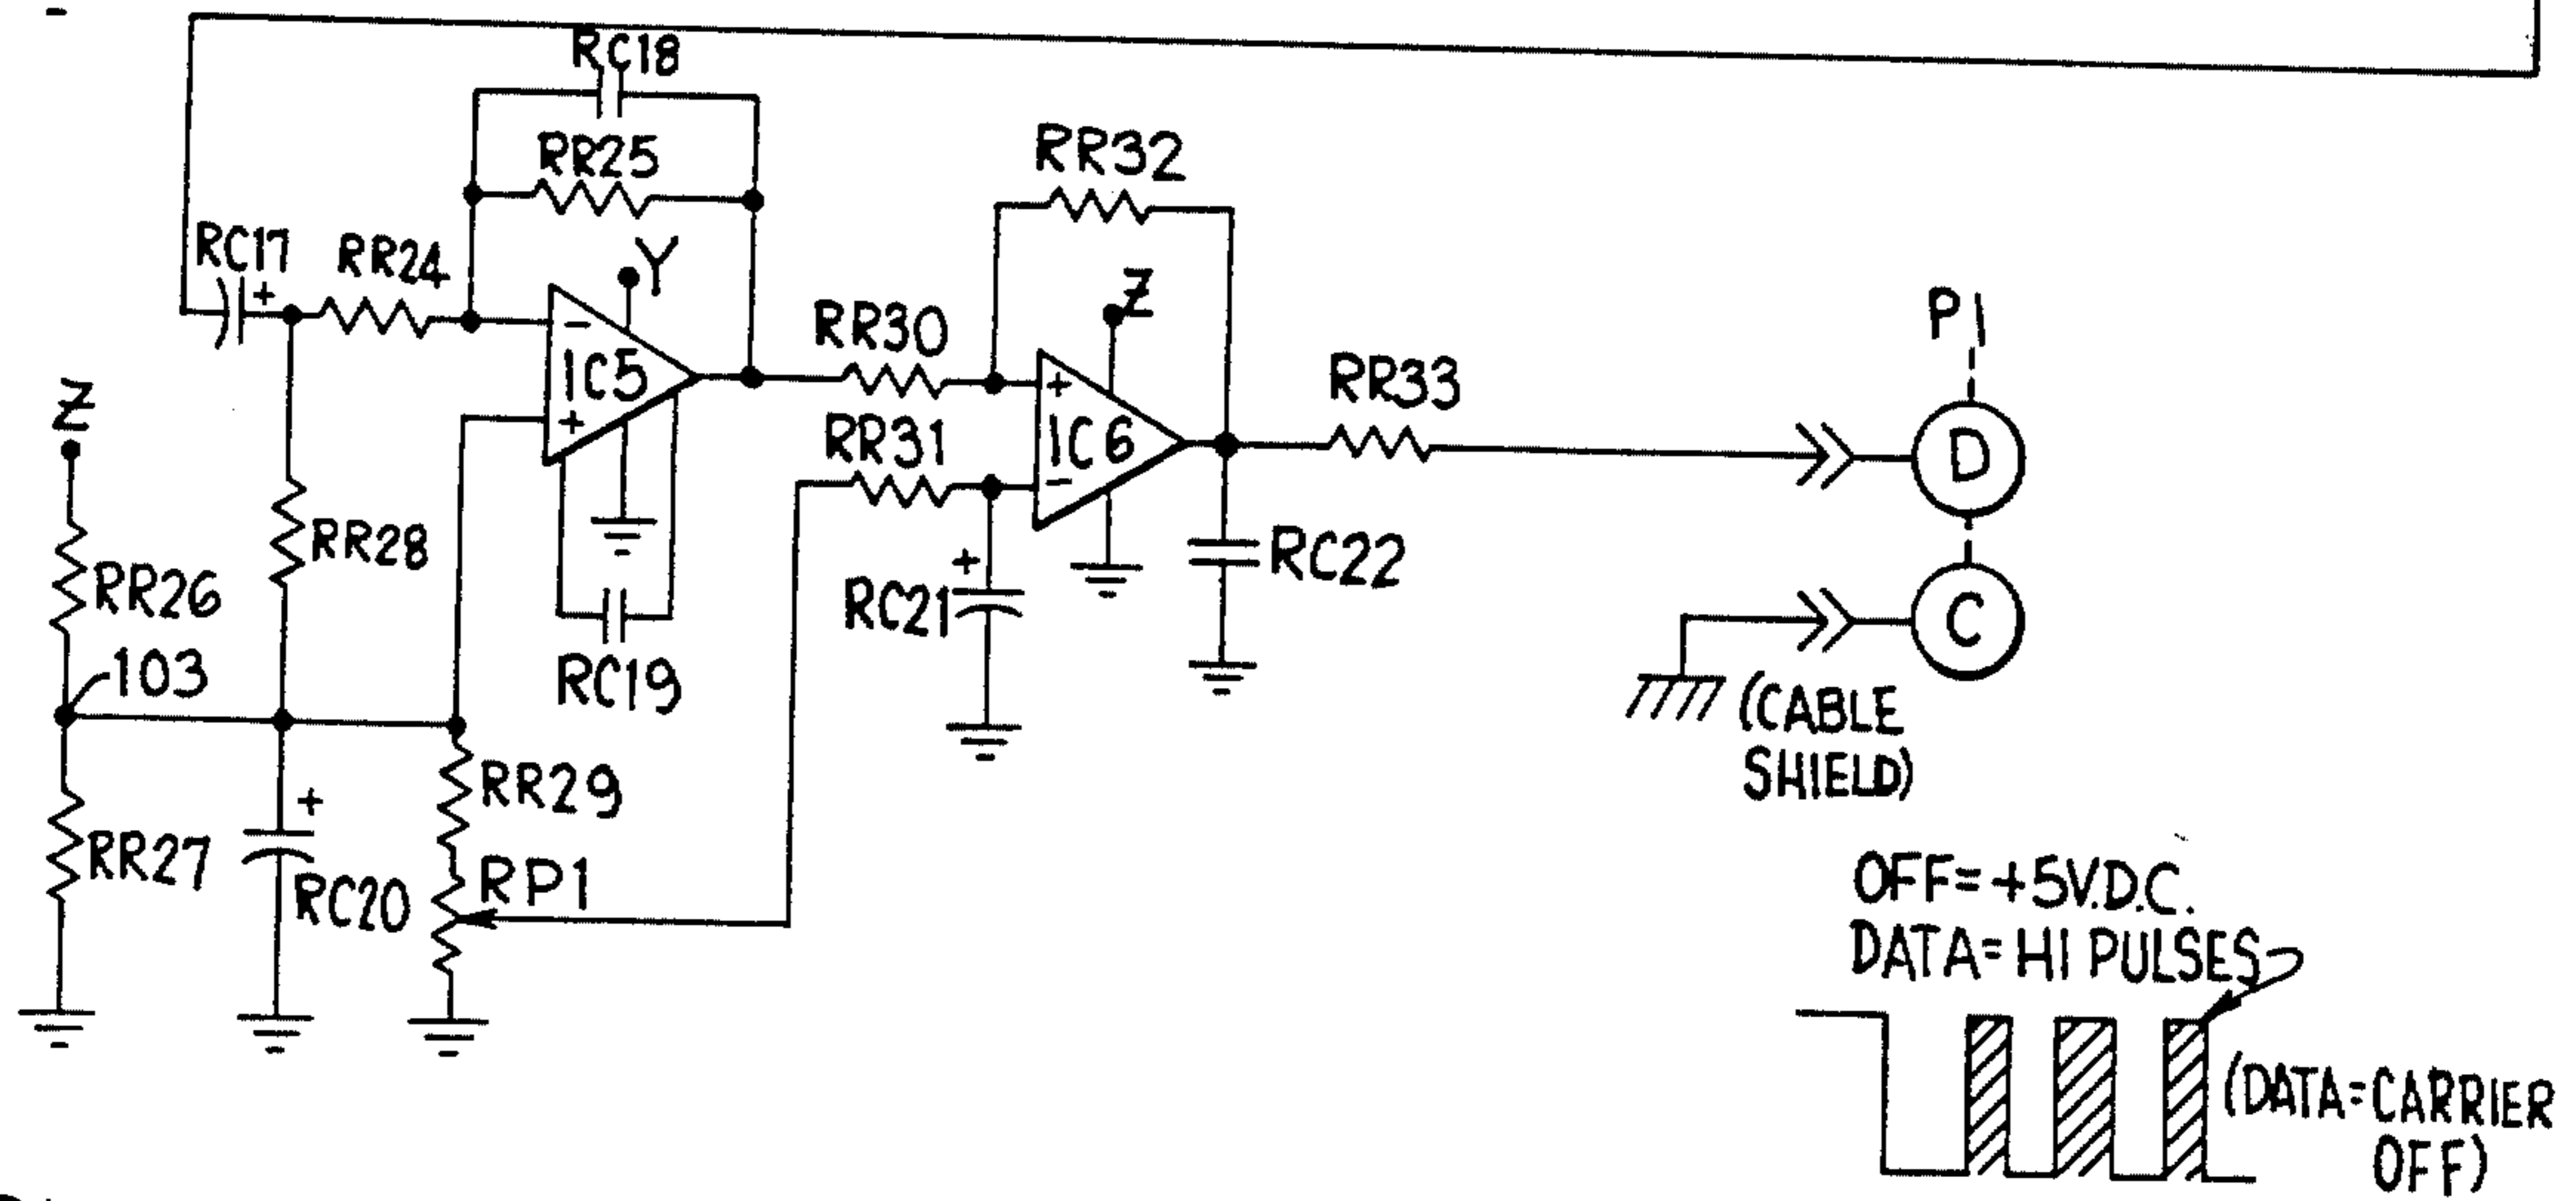 RC18
RR25
RR32
RC17
RR24
Y
Z
P1
-
IC5
+
RR30
+
IC6
-
RR33
D
Z
RR31
RR28
RR26
RC22
RC21
+
C
103
RC19
(CABLE
SHIELD)
RR29
+
RR27
RC20
RP1
OFF=+5V.D.C.
DATA=HI PULSES
(DATA=CARRIER
OFF)
+